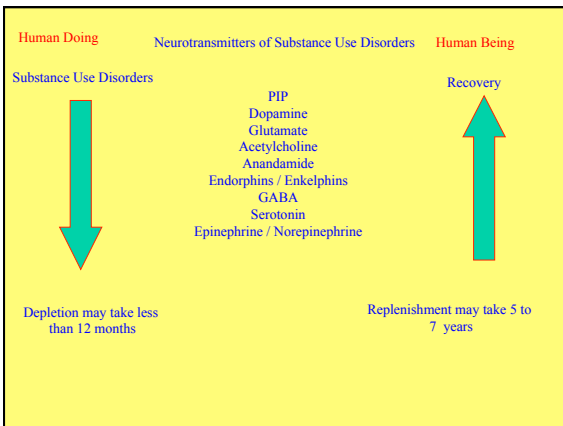 Human Doing
Neurotransmitters of Substance Use Disorders
Human Being
Substance Use Disorders
Recovery
PIP
Dopamine
Glutamate
Acetylcholine
Anandamide
Endorphins / Enkelphins
GABA
Serotonin
Epinephrine / Norepinephrine
Depletion may take less
than 12 months
Replenishment may take 5 to
7 years